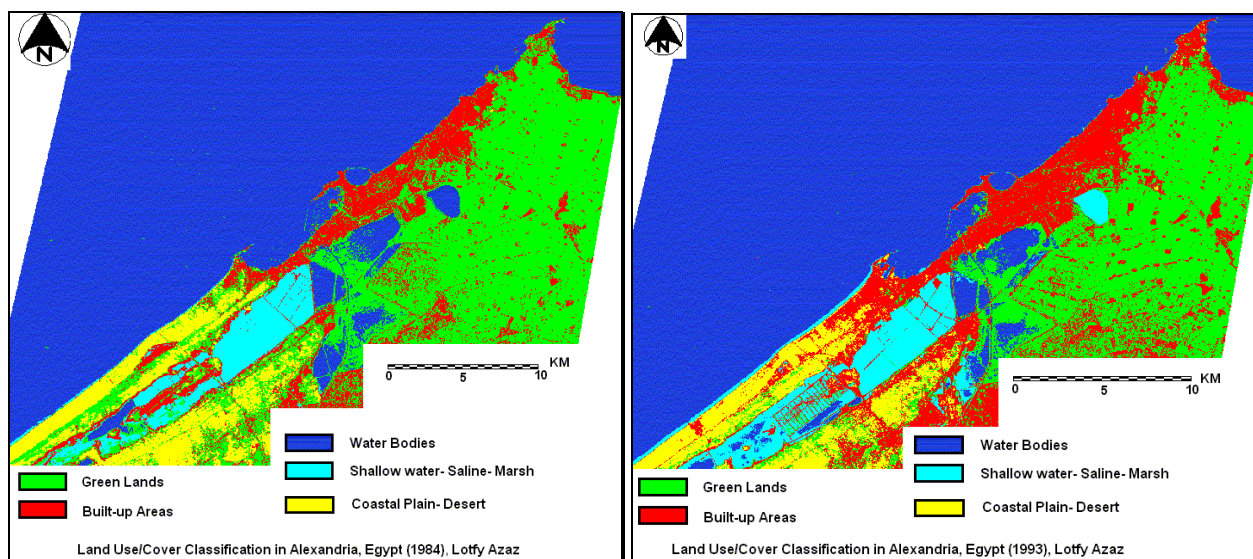 N
KM
0 5 10
Water Bodies
Shallow water- Saline- Marsh
Green Lands
Coastal Plain- Desert
Built-up Areas
Land Use/Cover Classification in Alexandria, Egypt (1984), Lotfy Azaz
N
KM
0 5 10
Water Bodies
Shallow water- Saline- Marsh
Green Lands
Coastal Plain- Desert
Built-up Areas
Land Use/Cover Classification in Alexandria, Egypt (1993), Lotfy Azaz